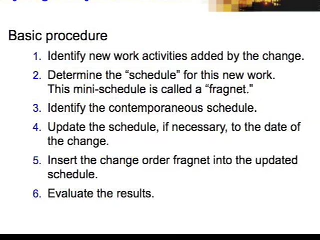 Basic procedure
1. Identify new work activities added by the change.
2. Determine the “schedule” for this new work.
This mini-schedule is called a “fragnet.”
3. Identify the contemporaneous schedule.
4. Update the schedule, if necessary, to the date of
the change.
5. Insert the change order fragnet into the updated
schedule.
6. Evaluate the results.